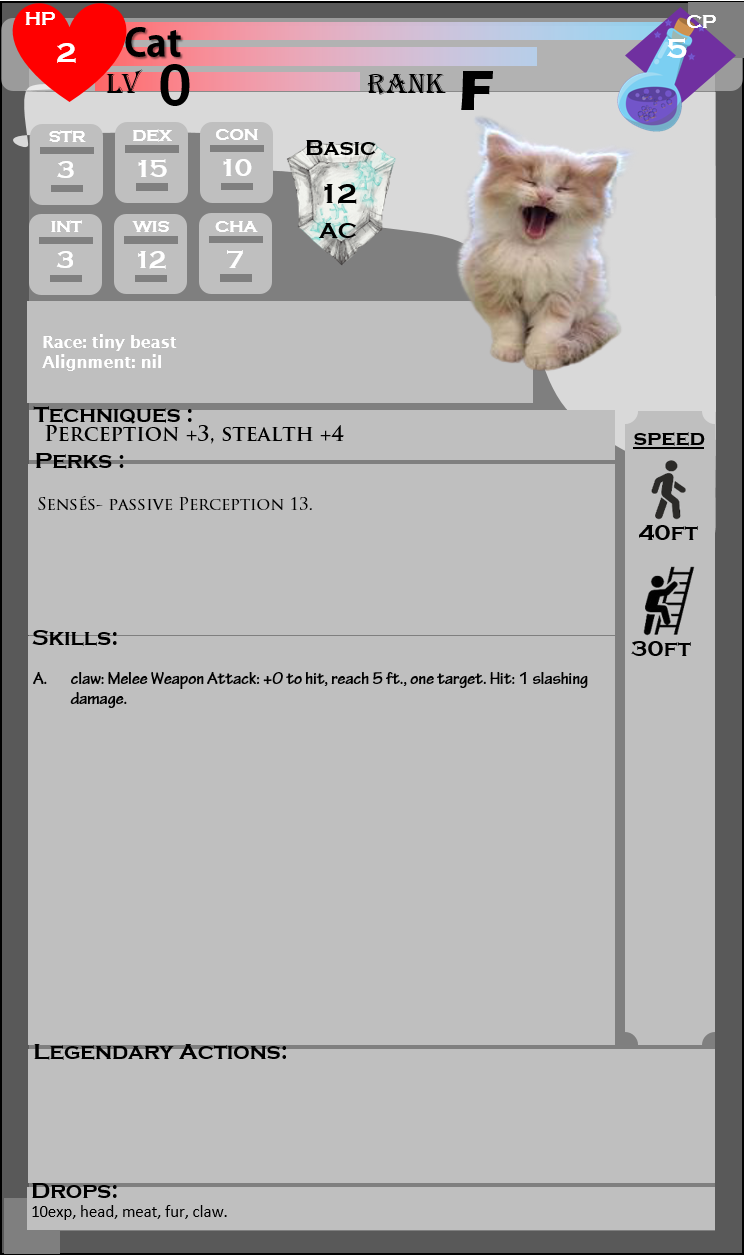 HP
2
Cat
CP
5
LV 0
RANK F
STR
3
DEX
15
CON
10
INT
3
WIS
12
CHA
7
BASIC
12
AC
Race: tiny beast
Alignment: nil
TECHNIQUES :
PERCEPTION +3, STEALTH +4
PERKS :
SENSÉS- PASSIVE PERCEPTION 13.
SPEED
40FT
30FT
SKILLS:
A. claw: Melee Weapon Attack: +0 to hit, reach 5 ft., one target. Hit: 1 slashing
damage.
LEGENDARY ACTIONS:
DROPS:
10exp, head, meat, fur, claw.